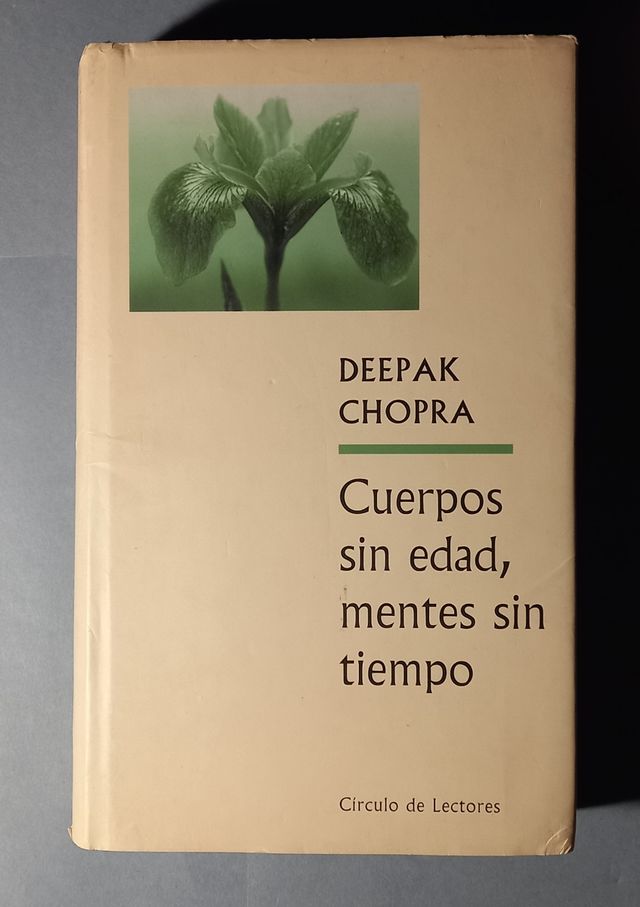 DEEPAK
CHOPRA
Cuerpos
sin edad,
mentes sin
tiempo
Círculo de Lectores